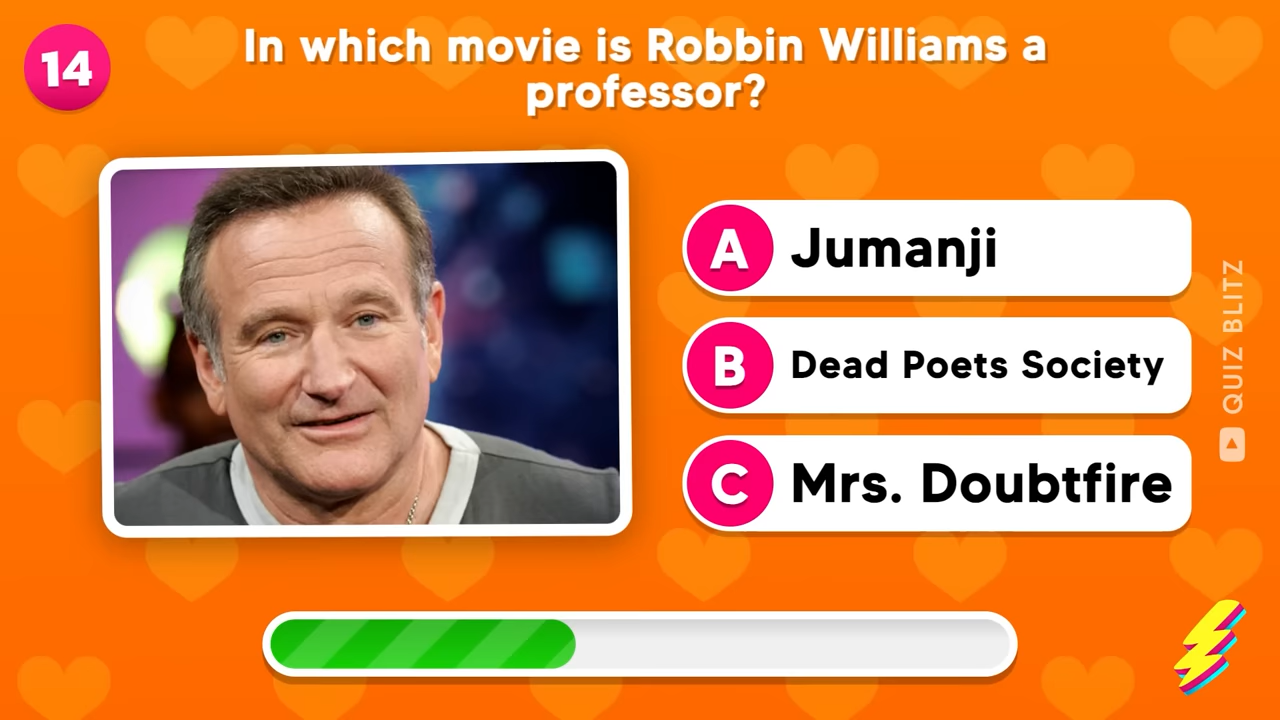 14
In which movie is Robbin Williams a
professor?
A Jumanji
B Dead Poets Society
C Mrs. Doubtfire
QUIZ BLITZ